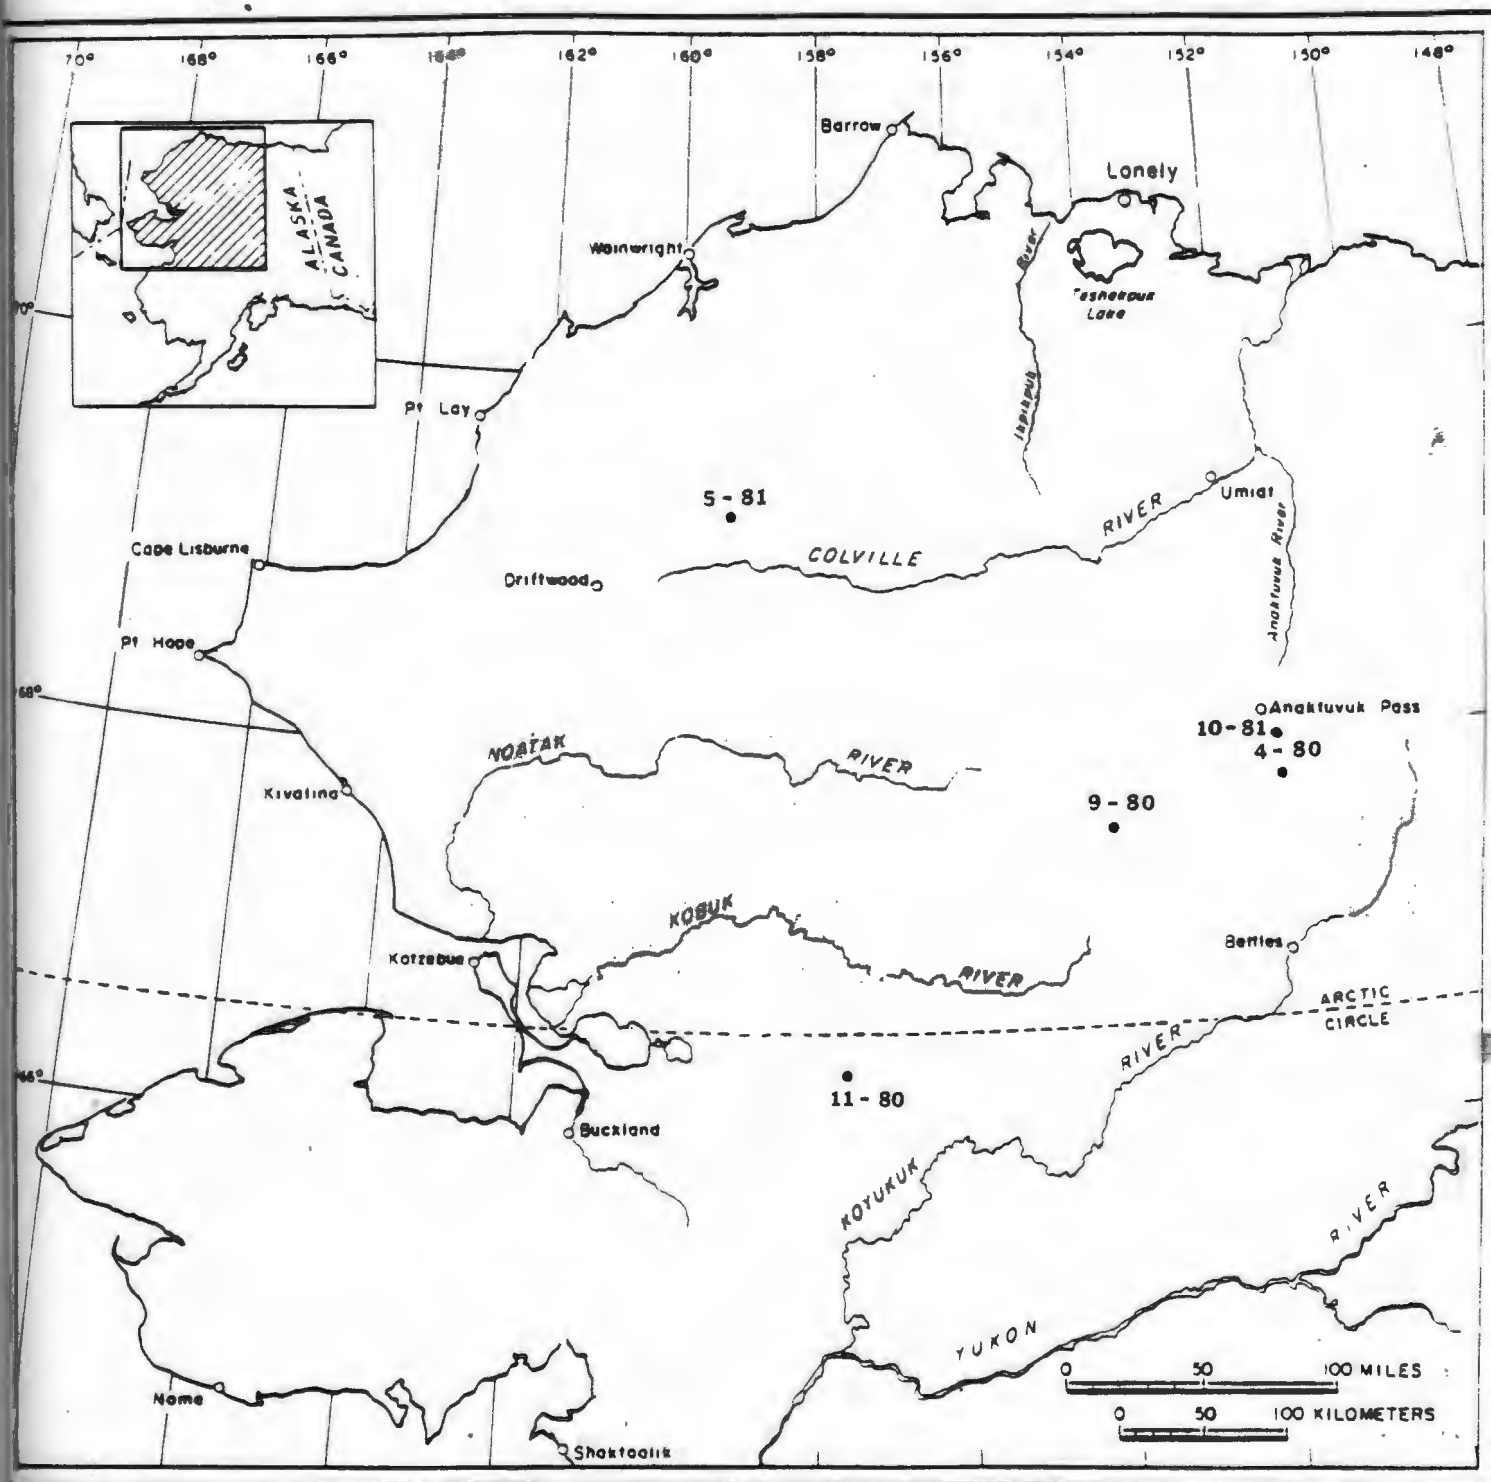 70° 168° 166° 164° 162° 160° 158° 156° 154° 152° 150° 148°
Barrow
Lonely
ALASKA
CANADA
Wainwright
River
Teshekpuk
Lake
70°
Ikpikpuk
Pt Lay
5-81
RIVER
Umiat
Cape Lisburne
COLVILLE
Driftwood
Anaktuvuk River
Pt Hope
68°
Anaktuvuk Pass
10-81
4-80
NOATAK
RIVER
Kivalina
9-80
KOBUK
Bettles
Kotzebue
RIVER
ARCTIC
CIRCLE
RIVER
66°
11-80
Buckland
KOYUKUK
RIVER
YUKON
0 50 100 MILES
Nome
0 50 100 KILOMETERS
Shaktoolik